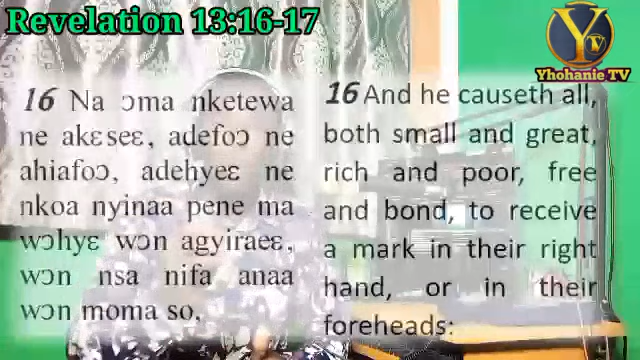 Revelation 13:16-17
YTV
Yhohanie TV
16 Na ɔma nketewa
ne akɛseɛ, adefoɔ ne
ahiafoɔ, adehyeɛ ne
nkoa nyinaa pene ma
wɔhyɛ wɔn agyiraeɛ,
wɔn nsa nifa anaa
wɔn moma so,
16 And he causeth all,
both small and great,
rich and poor, free
and bond, to receive
a mark in their right
hand, or in their
foreheads: